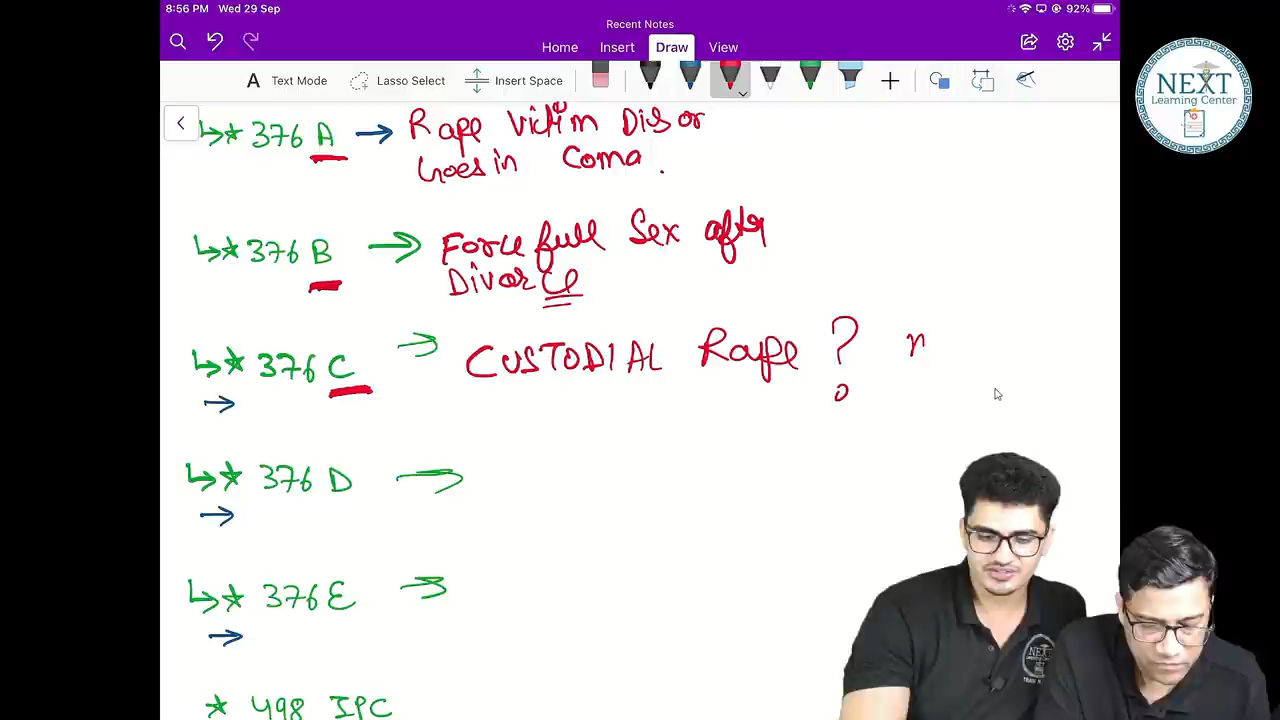 8:56 PM Wed 29 Sep
92%
Recent Notes
Home Insert Draw View
Text Mode Lasso Select Insert Space
NEXT
Learning Center
376 A → Rape Victim Dies or
Goes in Coma.
376 B → Forcefull Sex after
Divorce
376 C → CUSTODIAL Rape ?
→
376 D →
→
376 E →
→
* 498 IPC
NEXT